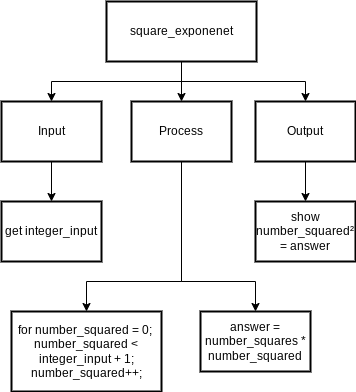 square_exponenet
Input
Process
Output
get integer_input
show
number_squared²
= answer
for number_squared = 0;
number_squared <
integer_input + 1;
number_squared++;
answer =
number_squares *
number_squared